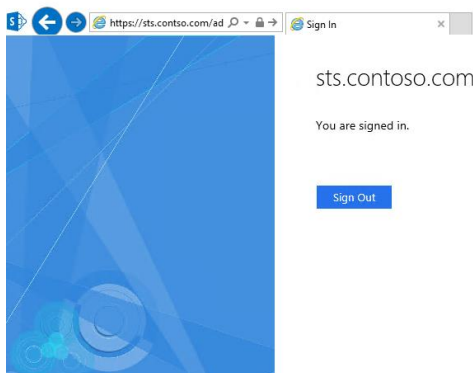 https://sts.contso.com/ad
Sign In
sts.contoso.com
You are signed in.
Sign Out